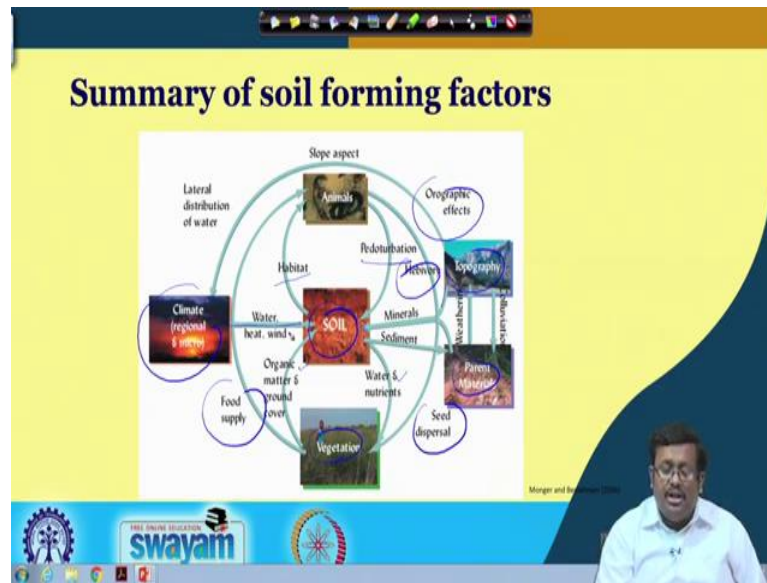 Summary of soil forming factors
Slope aspect
Lateral
distribution
of water
Animals
Orographic
effects
Pedoturbation
Habitat
Hebivory
Topography
Climate
(regional
& micro)
Water,
heat, wind
SOIL
Minerals
Sediment
Weathering
Colluviation
Organic
matter &
ground
cover
Water &
nutrients
Parent
Material
Food
supply
Seed
dispersal
Vegetation
FREE ONLINE EDUCATION
swayam